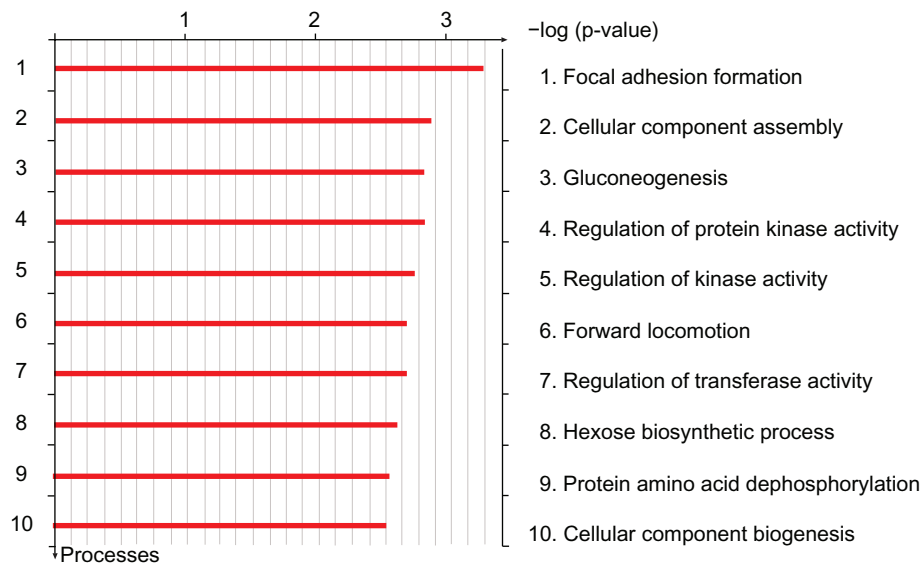 1 2 3
−log (p-value)
1 1. Focal adhesion formation
2 2. Cellular component assembly
3 3. Gluconeogenesis
4 4. Regulation of protein kinase activity
5 5. Regulation of kinase activity
6 6. Forward locomotion
7 7. Regulation of transferase activity
8 8. Hexose biosynthetic process
9 9. Protein amino acid dephosphorylation
10 10. Cellular component biogenesis
Processes